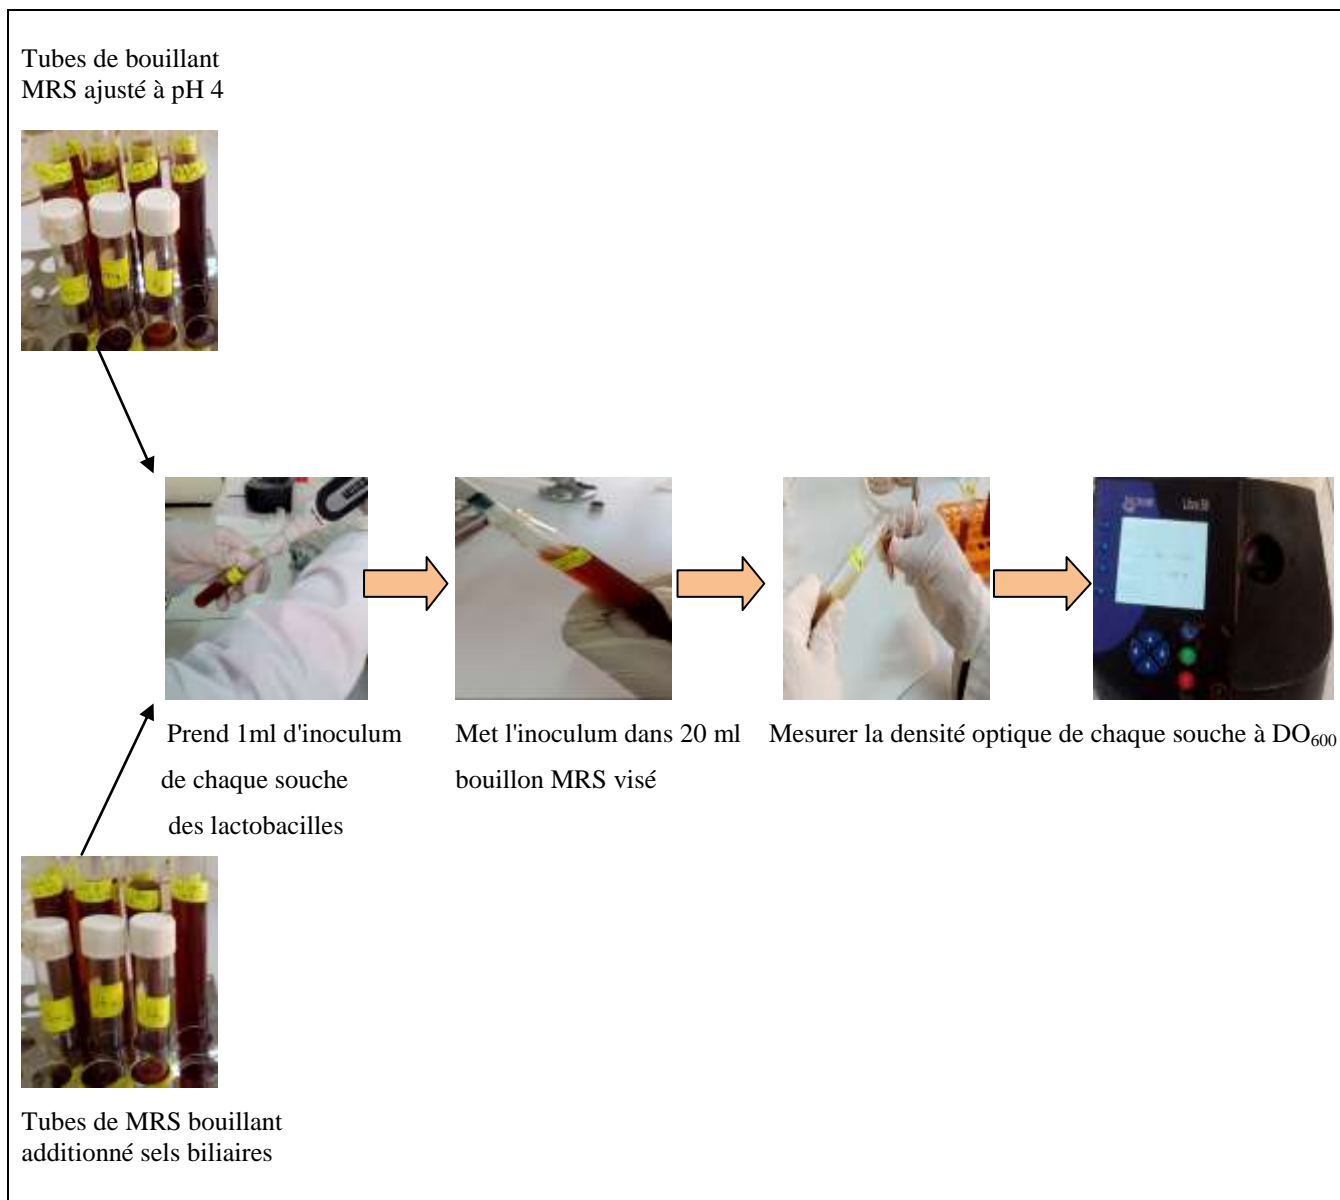 Tubes de bouillant
MRS ajusté à pH 4
Prend 1ml d'inoculum
de chaque souche
des lactobacilles
Met l'inoculum dans 20 ml
bouillon MRS visé
Mesurer la densité optique de chaque souche à DO600
Tubes de MRS bouillant
additionné sels biliaires